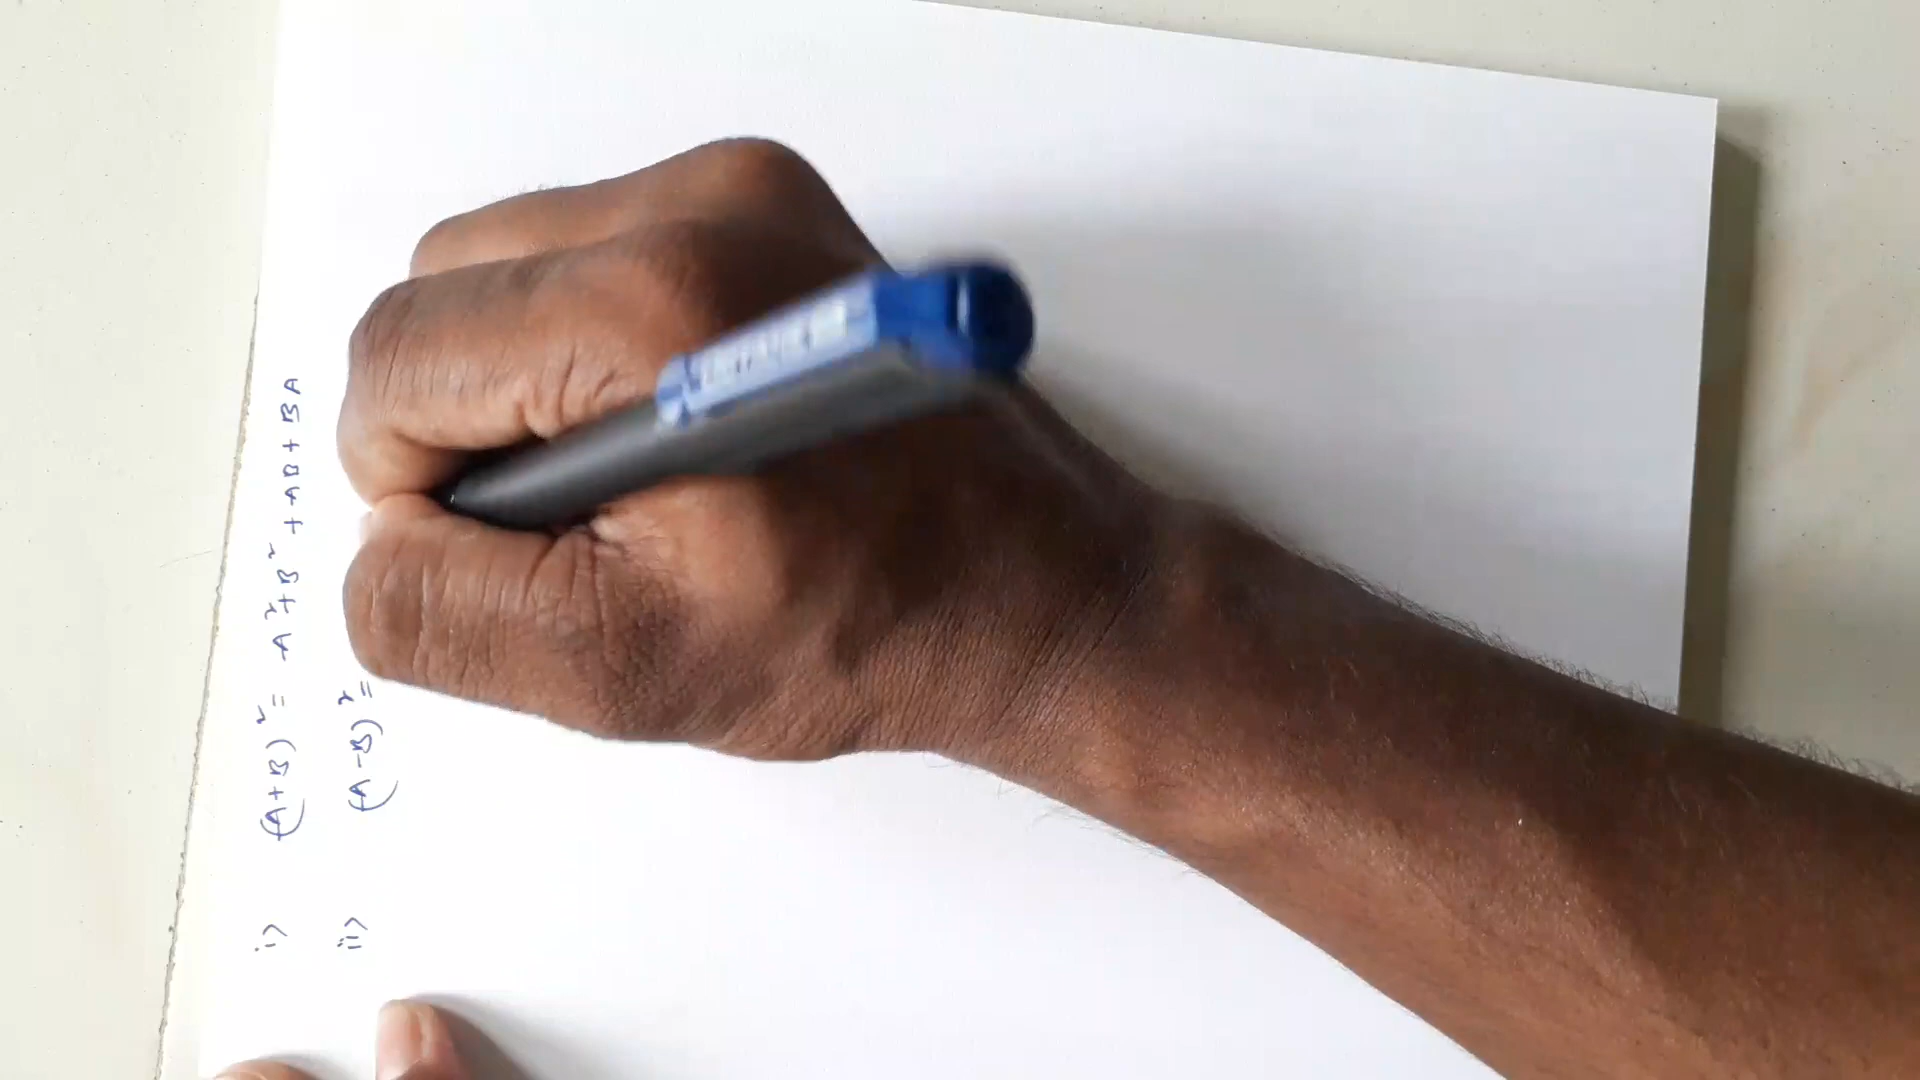 i) (A+B)² = A²+B² +AB+BA
ii) (A-B)² =